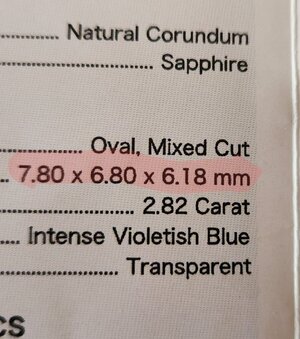 Natural Corundum
Sapphire
Oval, Mixed Cut
7.80 x 6.80 x 6.18 mm
2.82 Carat
Intense Violetish Blue
Transparent